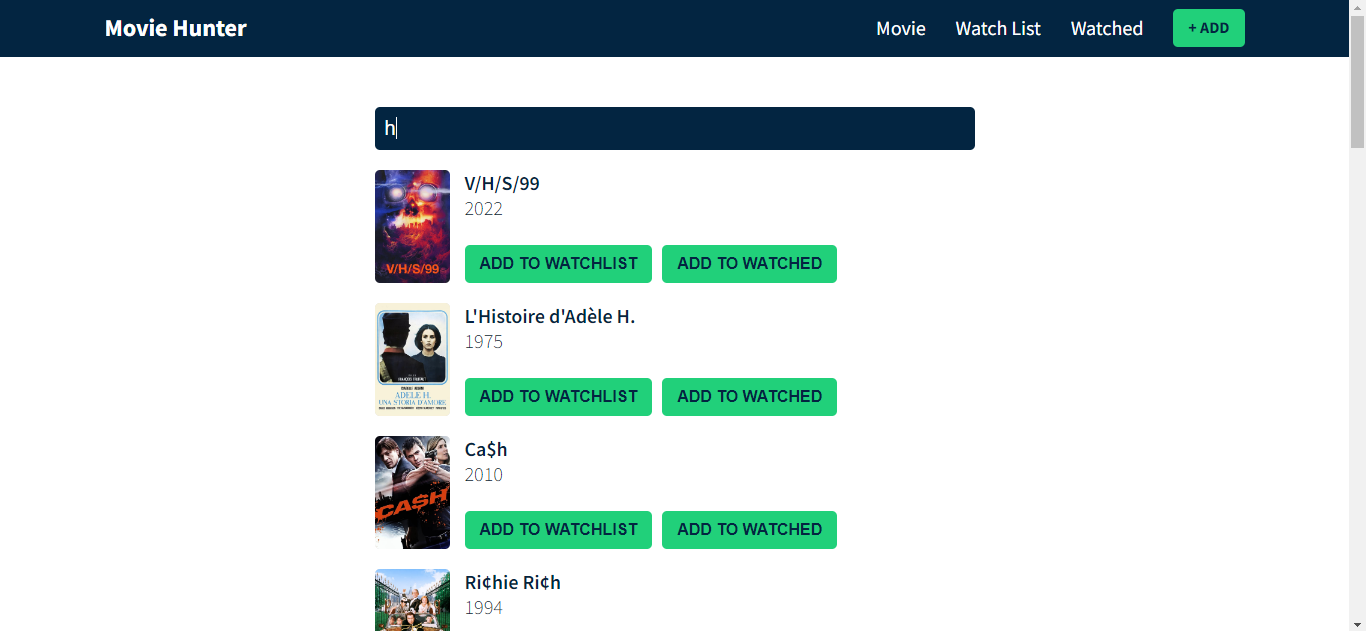 Movie Hunter
Movie Watch List Watched + ADD
h
V/H/S/99
V/H/S/99
2022
ADD TO WATCHLIST ADD TO WATCHED
ADELE H.
UNA STORIA D'AMORE
L'Histoire d'Adèle H.
1975
ADD TO WATCHLIST ADD TO WATCHED
CA$H
Ca$h
2010
ADD TO WATCHLIST ADD TO WATCHED
Ri¢hie Ri¢h
1994